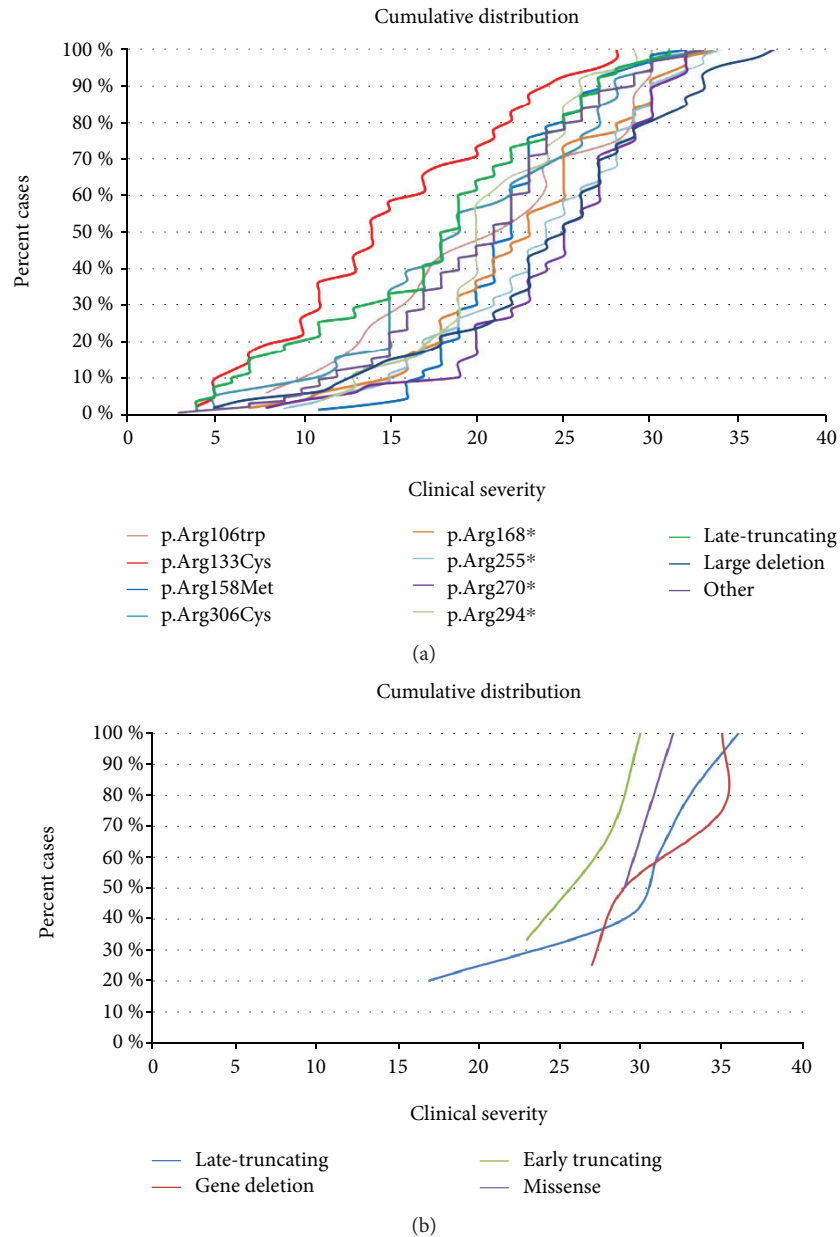 Cumulative distribution
100 %
90 %
80 %
70 %
60 %
50 %
40 %
30 %
20 %
10 %
0 %
Percent cases
0 5 10 15 20 25 30 35 40
Clinical severity
p.Arg106trp p.Arg168* Late-truncating
p.Arg133Cys p.Arg255* Large deletion
p.Arg158Met p.Arg270* Other
p.Arg306Cys p.Arg294*
(a)
Cumulative distribution
100 %
90 %
80 %
70 %
60 %
50 %
40 %
30 %
20 %
10 %
0 %
Percent cases
0 5 10 15 20 25 30 35 40
Clinical severity
Late-truncating Early truncating
Gene deletion Missense
(b)